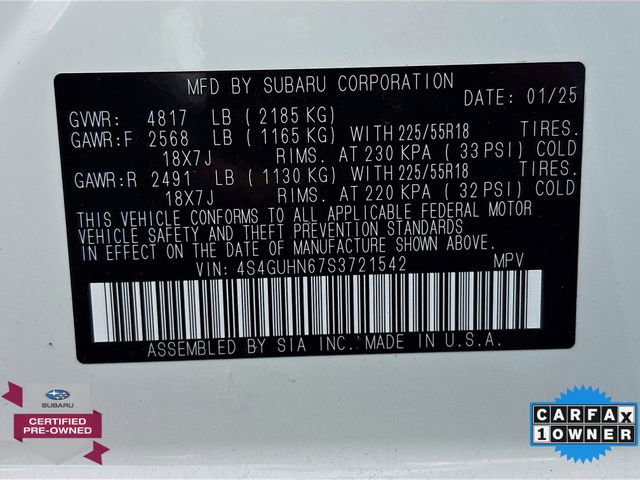 MFD BY SUBARU CORPORATION
DATE: 01/25
GVWR: 4817 LB (2185 KG)
GAWR:F 2568 LB (1165 KG) WITH 225/55R18 TIRES.
18X7J RIMS. AT 230 KPA (33 PSI) COLD
GAWR:R 2491 LB (1130 KG) WITH 225/55R18 TIRES.
18X7J RIMS. AT 220 KPA (32 PSI) COLD
THIS VEHICLE CONFORMS TO ALL APPLICABLE FEDERAL MOTOR
VEHICLE SAFETY AND THEFT PREVENTION STANDARDS
IN EFFECT ON THE DATE OF MANUFACTURE SHOWN ABOVE.
VIN: 4S4GUHN67S3721542 MPV
ASSEMBLED BY SIA INC. MADE IN U.S.A.
SUBARU
CERTIFIED
PRE-OWNED
CARFAX
1 OWNER